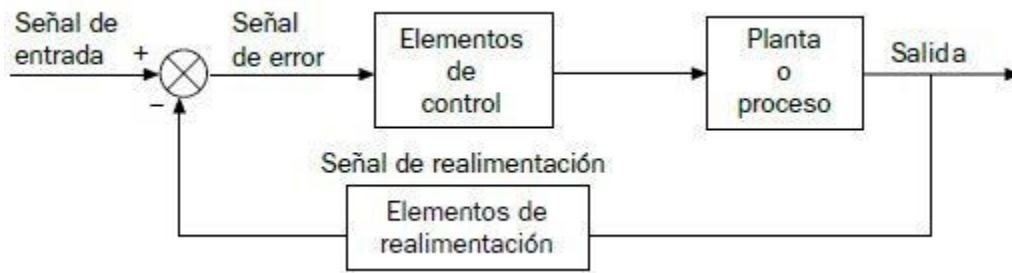 Señal de
entrada
+
−
Señal
de error
Elementos
de
control
Planta
o
proceso
Salida
Señal de realimentación
Elementos de
realimentación